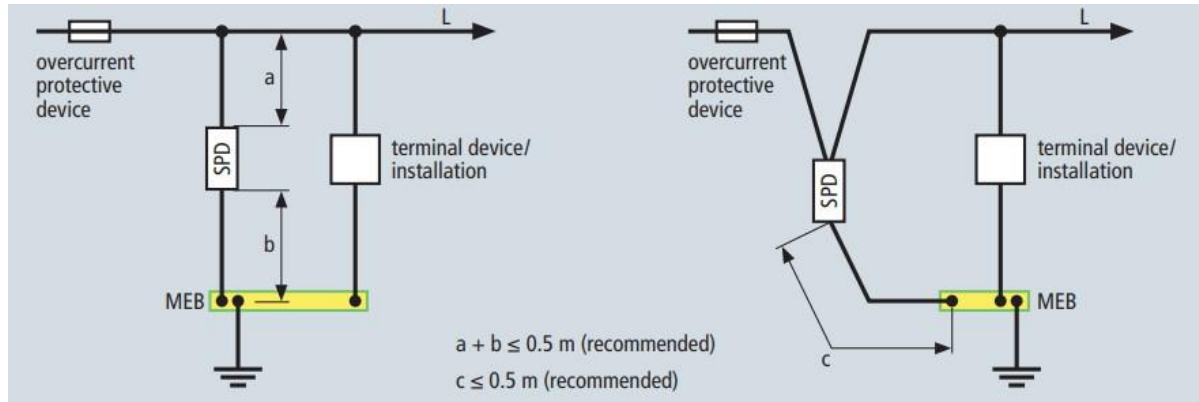 L
overcurrent
protective
device
a
SPD
terminal device/
installation
b
MEB
a + b ≤ 0.5 m (recommended)
c ≤ 0.5 m (recommended)
L
overcurrent
protective
device
SPD
terminal device/
installation
MEB
c